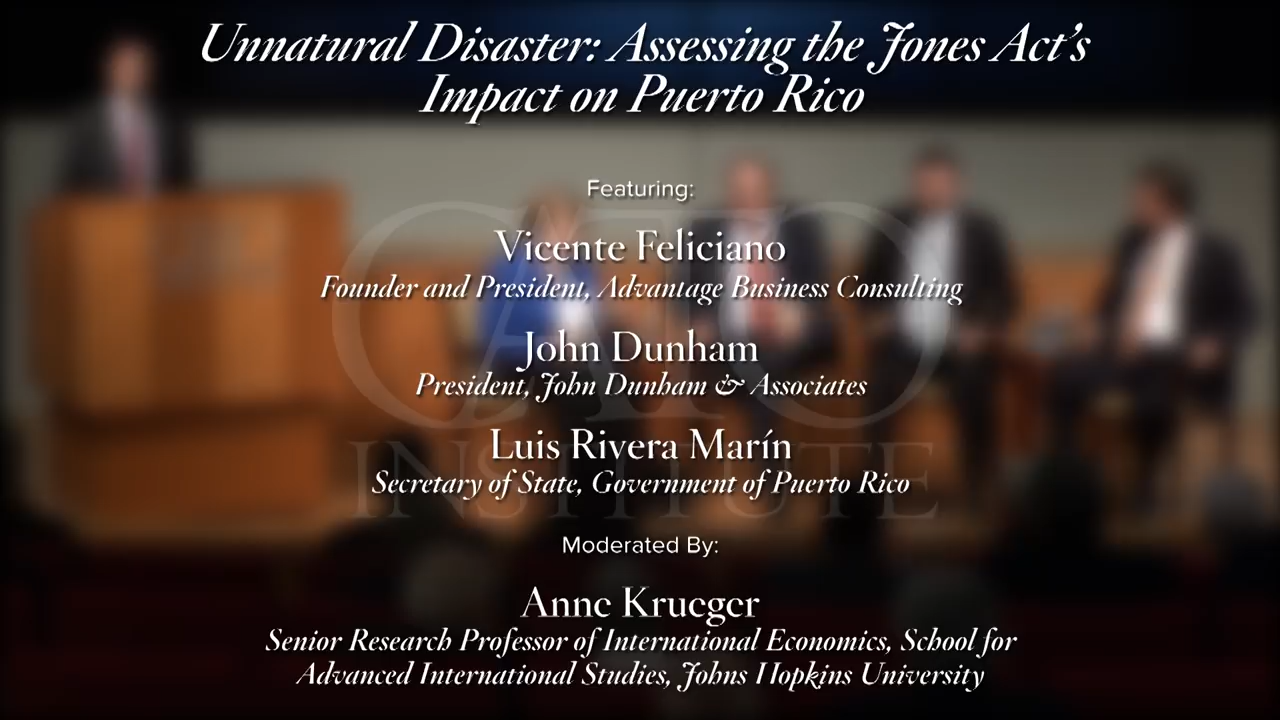 Unnatural Disaster: Assessing the Jones Act's
Impact on Puerto Rico
Featuring:
Vicente Feliciano
Founder and President, Advantage Business Consulting
John Dunham
President, John Dunham & Associates
Luis Rivera Marín
Secretary of State, Government of Puerto Rico
CATO
INSTITUTE
Moderated By:
Anne Krueger
Senior Research Professor of International Economics, School for
Advanced International Studies, Johns Hopkins University